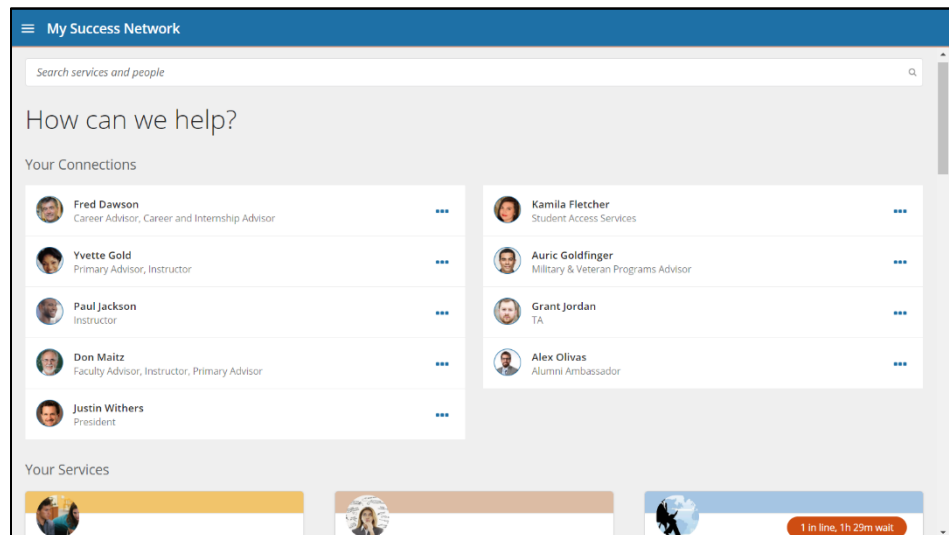 My Success Network
Search services and people
How can we help?
Your Connections
Fred Dawson
Career Advisor, Career and Internship Advisor
Yvette Gold
Primary Advisor, Instructor
Paul Jackson
Instructor
Don Maitz
Faculty Advisor, Instructor, Primary Advisor
Justin Withers
President
Kamila Fletcher
Student Access Services
Auric Goldfinger
Military & Veteran Programs Advisor
Grant Jordan
TA
Alex Olivas
Alumni Ambassador
Your Services
1 in line, 1h 29m wait